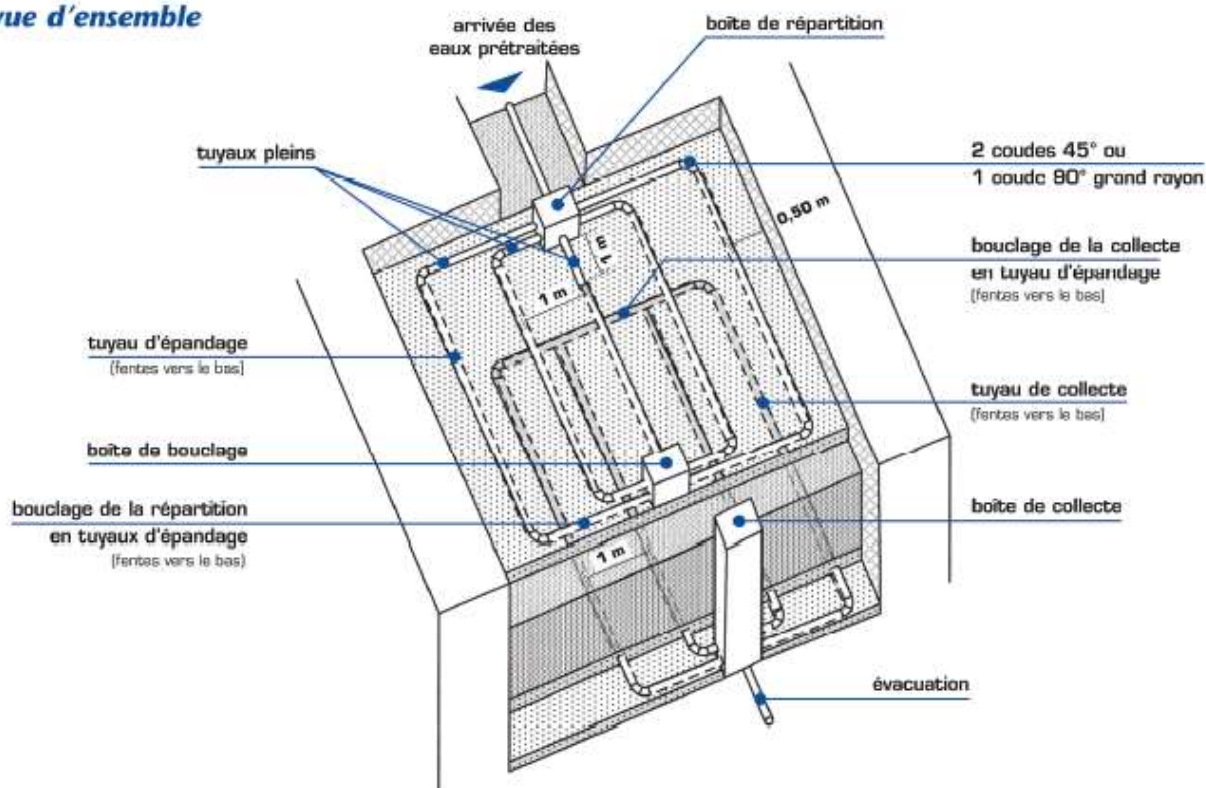 vue d'ensemble
arrivée des
eaux prétraitées
boîte de répartition
tuyaux pleins
2 coudes 45° ou
1 coudc 90° grand rayon
0,50 m
1 m
1 m
bouclage de la collecte
en tuyau d'épandage
(fentes vers le bas)
tuyau d'épandage
(fentes vers le bas)
tuyau de collecte
(fentes vers le bas)
boîte de bouclage
bouclage de la répartition
en tuyaux d'épandage
(fentes vers le bas)
boîte de collecte
1 m
évacuation